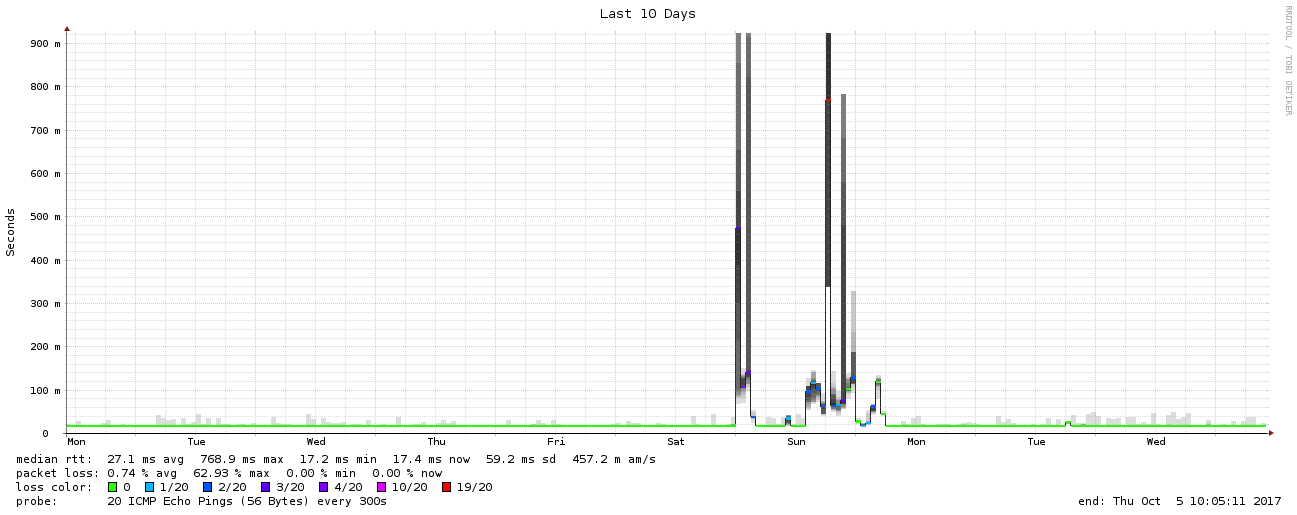 Last 10 Days
RRDTOOL / TOBI OETIKER
Seconds
900 m
800 m
700 m
600 m
500 m
400 m
300 m
200 m
100 m
0
Mon Tue Wed Thu Fri Sat Sun Mon Tue Wed
median rtt: 27.1 ms avg 768.9 ms max 17.2 ms min 17.4 ms now 59.2 ms sd 457.2 m am/s
packet loss: 0.74 % avg 62.93 % max 0.00 % min 0.00 % now
loss color: 0 1/20 2/20 3/20 4/20 10/20 19/20
probe: 20 ICMP Echo Pings (56 Bytes) every 300s end: Thu Oct 5 10:05:11 2017